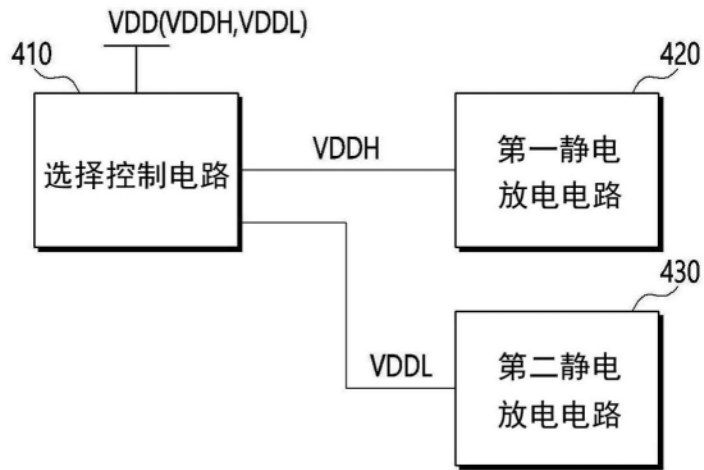 VDD(VDDH,VDDL)
410
420
选择控制电路
VDDH
第一静电
放电电路
430
VDDL
第二静电
放电电路